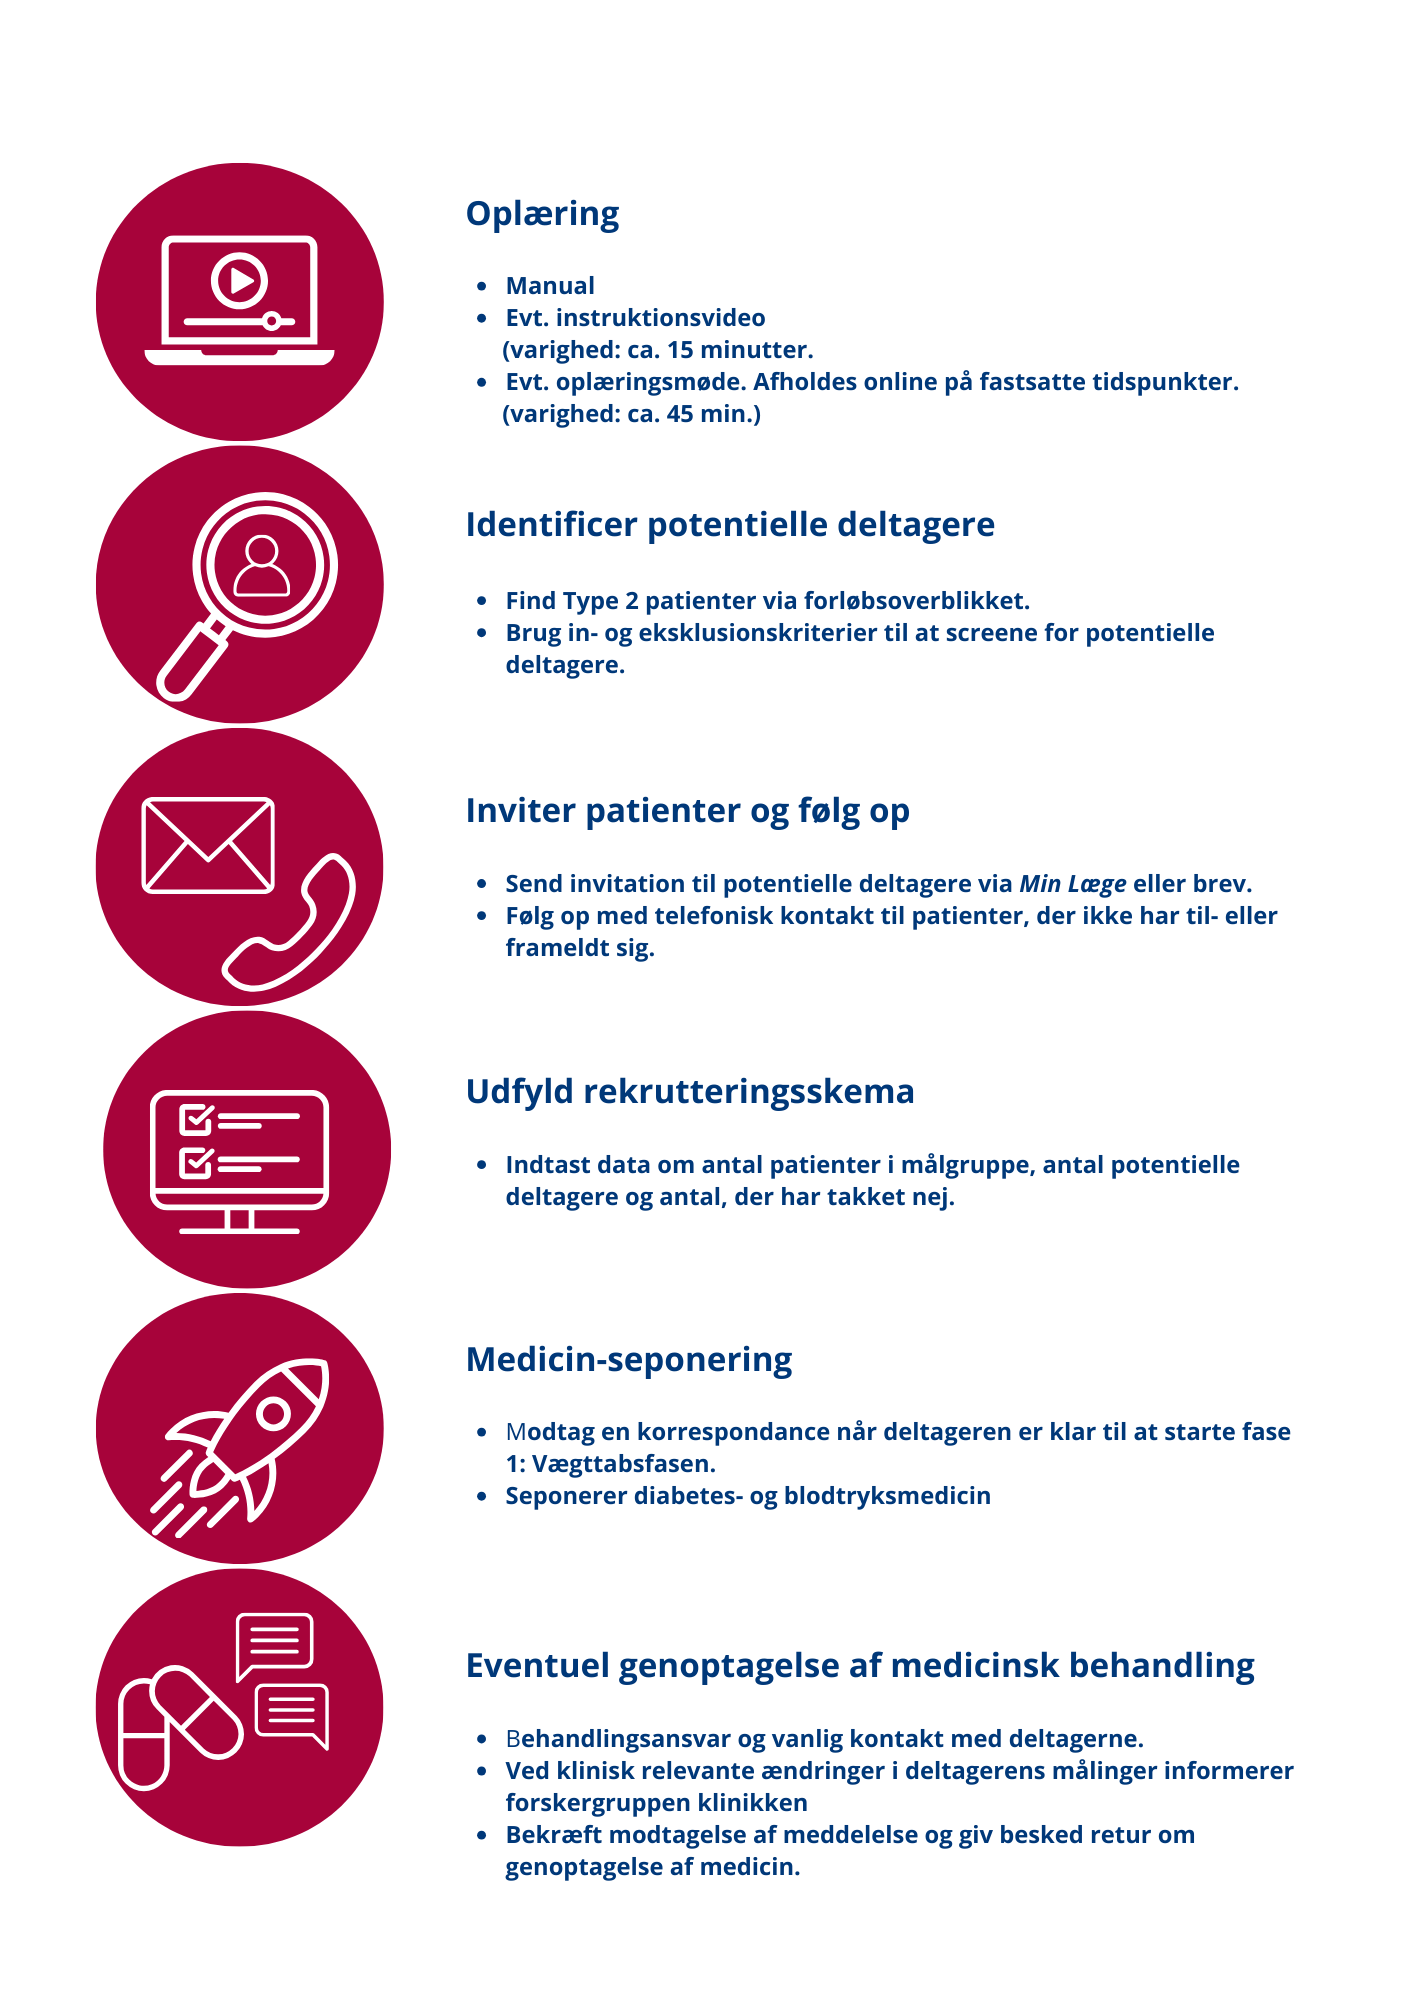 Oplæring
• Manual
• Evt. instruktionsvideo
(varighed: ca. 15 minutter.
• Evt. oplæringsmøde. Afholdes online på fastsatte tidspunkter.
(varighed: ca. 45 min.)
Identificer potentielle deltagere
• Find Type 2 patienter via forløbsoverblikket.
• Brug in- og eksklusionskriterier til at screene for potentielle
deltagere.
Inviter patienter og følg op
• Send invitation til potentielle deltagere via Min Læge eller brev.
• Følg op med telefonisk kontakt til patienter, der ikke har til- eller
frameldt sig.
Udfyld rekrutteringsskema
• Indtast data om antal patienter i målgruppe, antal potentielle
deltagere og antal, der har takket nej.
Medicin-seponering
• Modtag en korrespondance når deltageren er klar til at starte fase
1: Vægttabsfasen.
• Seponerer diabetes- og blodtryksmedicin
Eventuel genoptagelse af medicinsk behandling
• Behandlingsansvar og vanlig kontakt med deltagerne.
• Ved klinisk relevante ændringer i deltagerens målinger informerer
forskergruppen klinikken
• Bekræft modtagelse af meddelelse og giv besked retur om
genoptagelse af medicin.